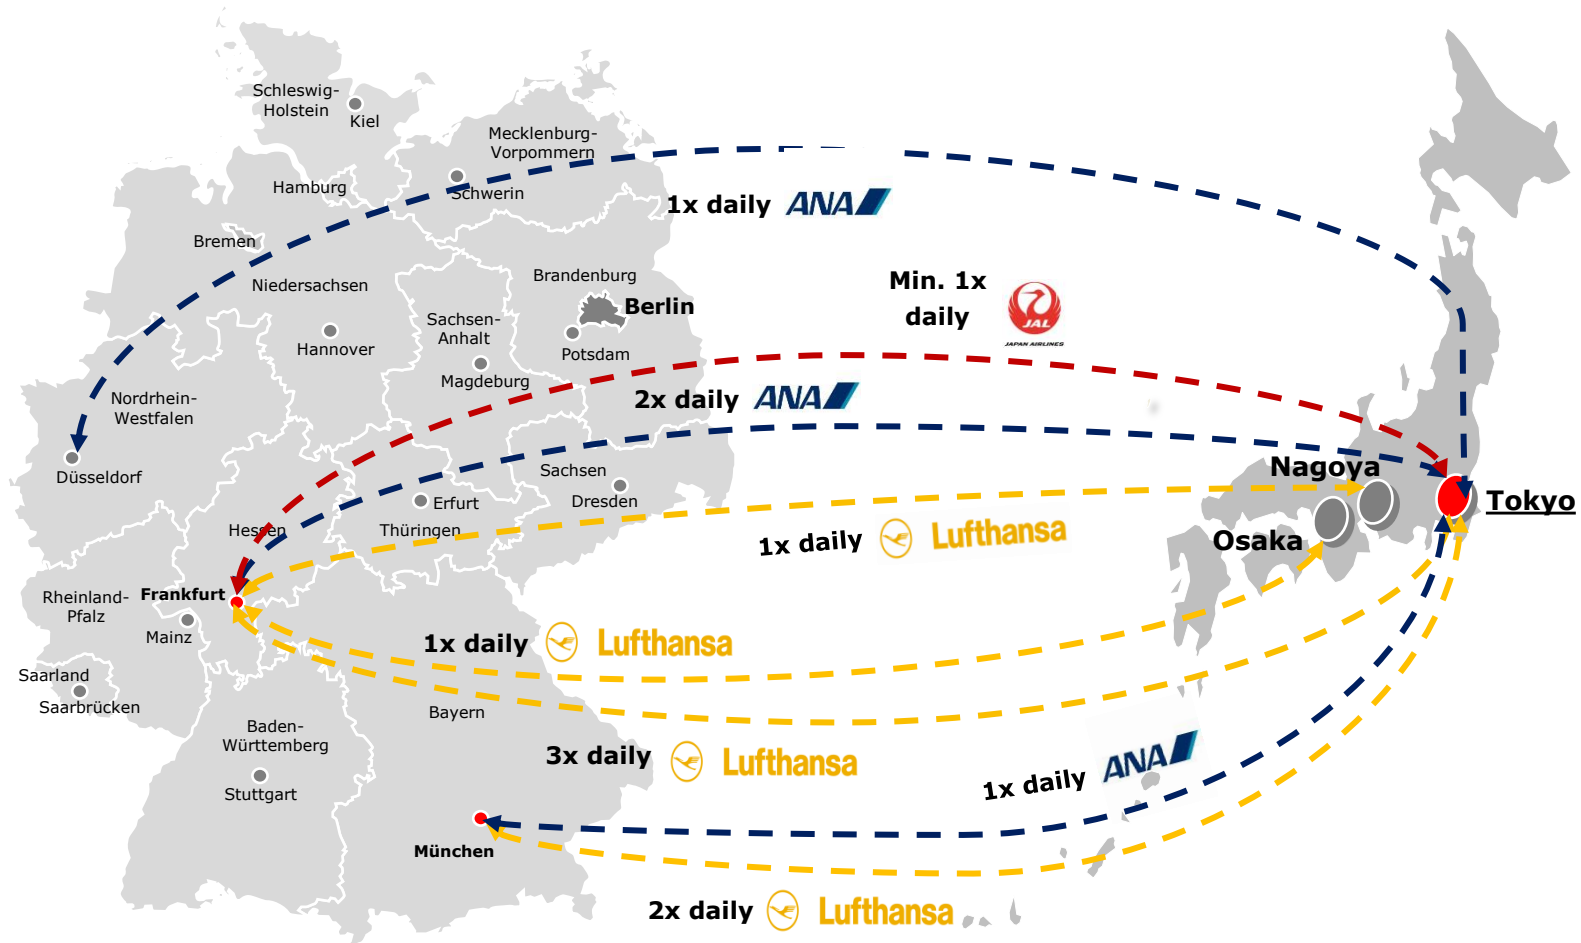 Schleswig-
Holstein
Kiel
Mecklenburg-
Vorpommern
Hamburg
Schwerin
1x daily ANA
Bremen
Niedersachsen
Brandenburg
Berlin
Min. 1x
daily
JAL
JAPAN AIRLINES
Sachsen-
Anhalt
Hannover
Potsdam
Magdeburg
Nordrhein-
Westfalen
2x daily ANA
Düsseldorf
Sachsen
Dresden
Erfurt
Thüringen
Hessen
Nagoya
Tokyo
Osaka
1x daily Lufthansa
Rheinland-
Pfalz
Frankfurt
Mainz
1x daily Lufthansa
Saarland
Saarbrücken
Bayern
Baden-
Württemberg
Stuttgart
3x daily Lufthansa
1x daily ANA
München
2x daily Lufthansa